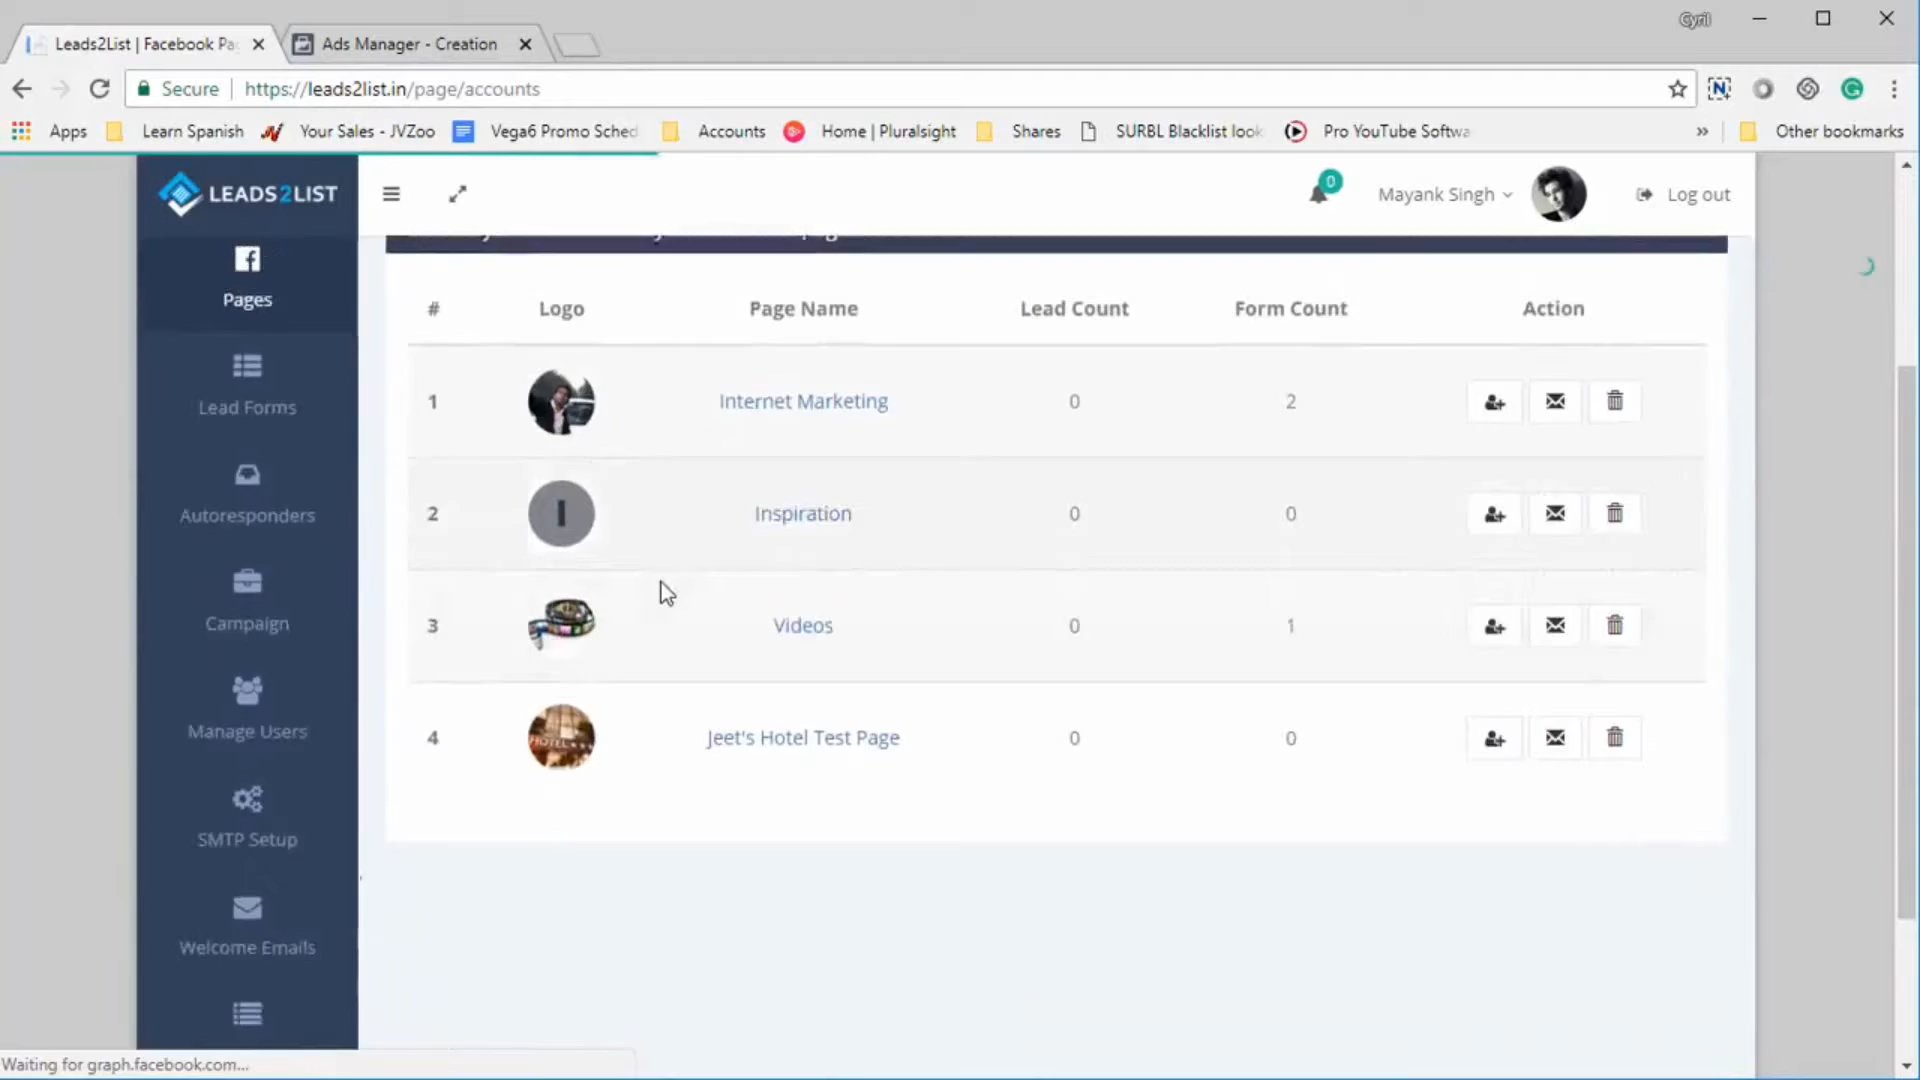 Cyril
Leads2List | Facebook Pa
Ads Manager - Creation
Secure
https://leads2list.in/page/accounts
Apps
Learn Spanish
Your Sales - JVZoo
Vega6 Promo Sched
Accounts
Home | Pluralsight
Shares
SURBL Blacklist look
Pro YouTube Softwa
»
Other bookmarks
LEADS2LIST
0
Mayank Singh
Log out
Pages
Lead Forms
Autoresponders
Campaign
Manage Users
SMTP Setup
Welcome Emails
# Logo Page Name Lead Count Form Count Action
1 Internet Marketing 0 2
2 I Inspiration 0 0
3 Videos 0 1
4 HOTEL Jeet's Hotel Test Page 0 0
Waiting for graph.facebook.com...